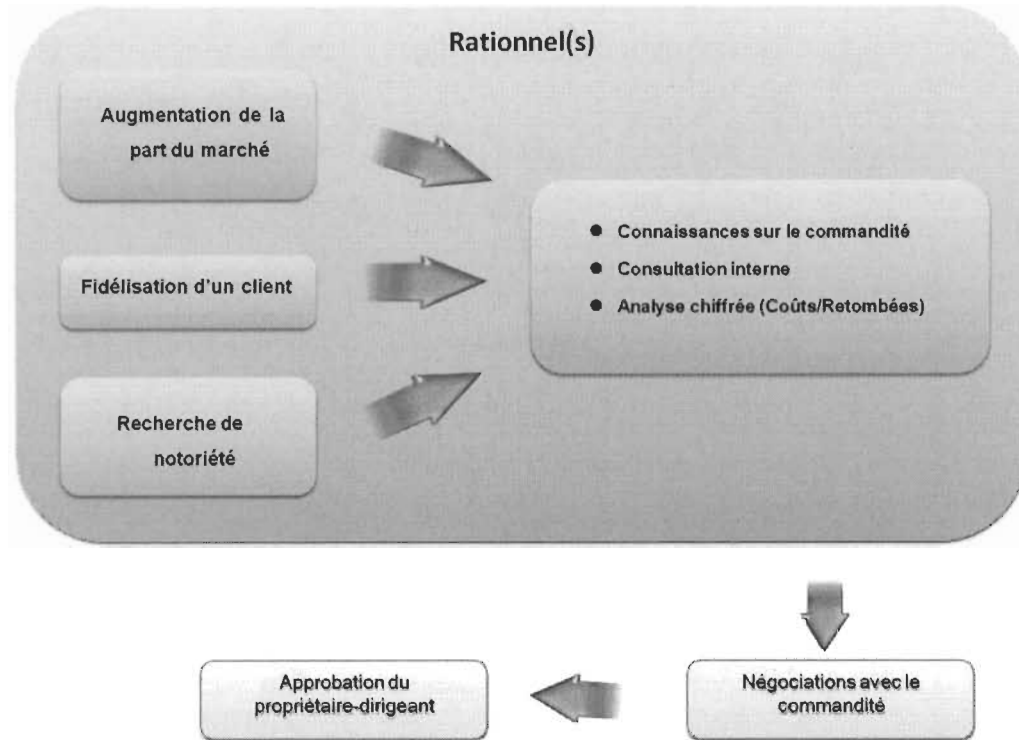 Rationnel(s)
Augmentation de la
part du marché
Fidélisation d'un client
Recherche de
notoriété
● Connaissances sur le commandité
● Consultation interne
● Analyse chiffrée (Coûts/Retombées)
Négociations avec le
commandité
Approbation du
propriétaire-dirigeant